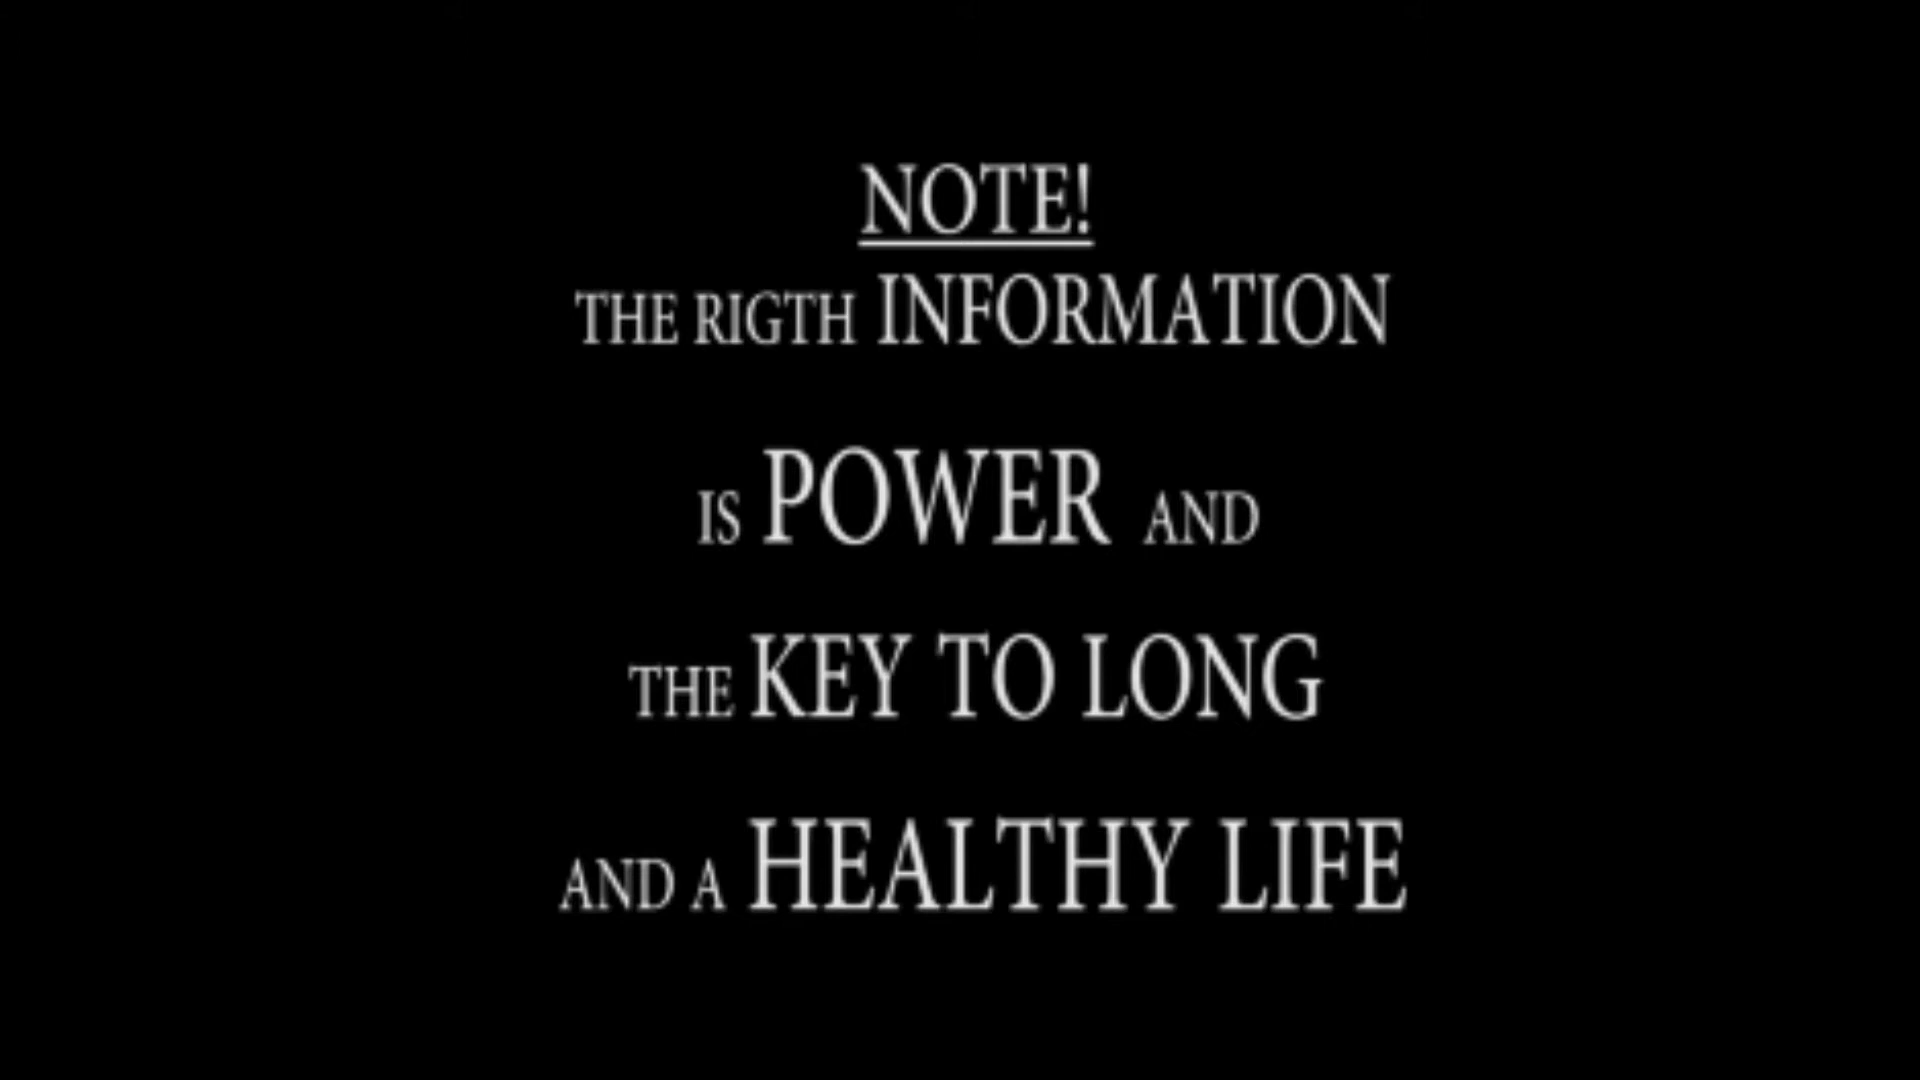 NOTE!
THE RIGTH INFORMATION
IS POWER AND
THE KEY TO LONG
AND A HEALTHY LIFE